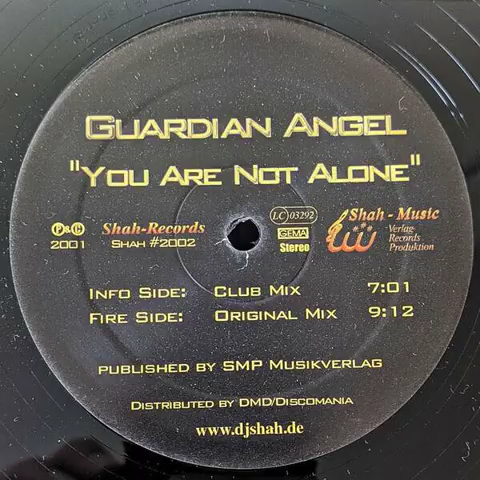 GUARDIAN ANGEL
"YOU ARE NOT ALONE"
℗&© 2001
Shah-Records
SHAH #2002
LC 03292
GEMA
Stereo
Shah - Music
Verlag
Records
Produktion
INFO SIDE: CLUB MIX 7:01
FIRE SIDE: ORIGINAL MIX 9:12
PUBLISHED BY SMP MUSIKVERLAG
DISTRIBUTED BY DMD/DISCOMANIA
www.djshah.de